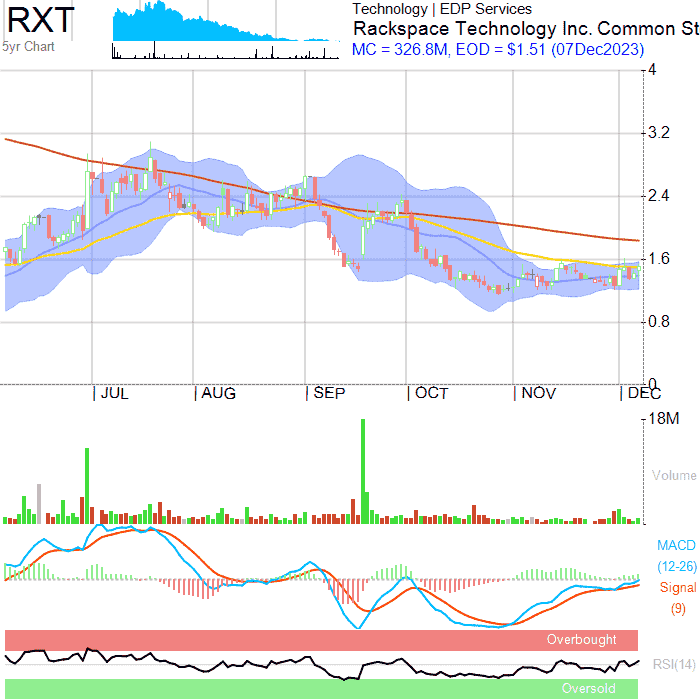 RXT
5yr Chart
Technology | EDP Services
Rackspace Technology Inc. Common St
MC = 326.8M, EOD = $1.51 (07Dec2023)
4
3.2
2.4
1.6
0.8
0
| JUL | AUG | SEP | OCT | NOV | DEC
18M
Volume
MACD
(12-26)
Signal
(9)
Overbought
RSI(14)
Oversold